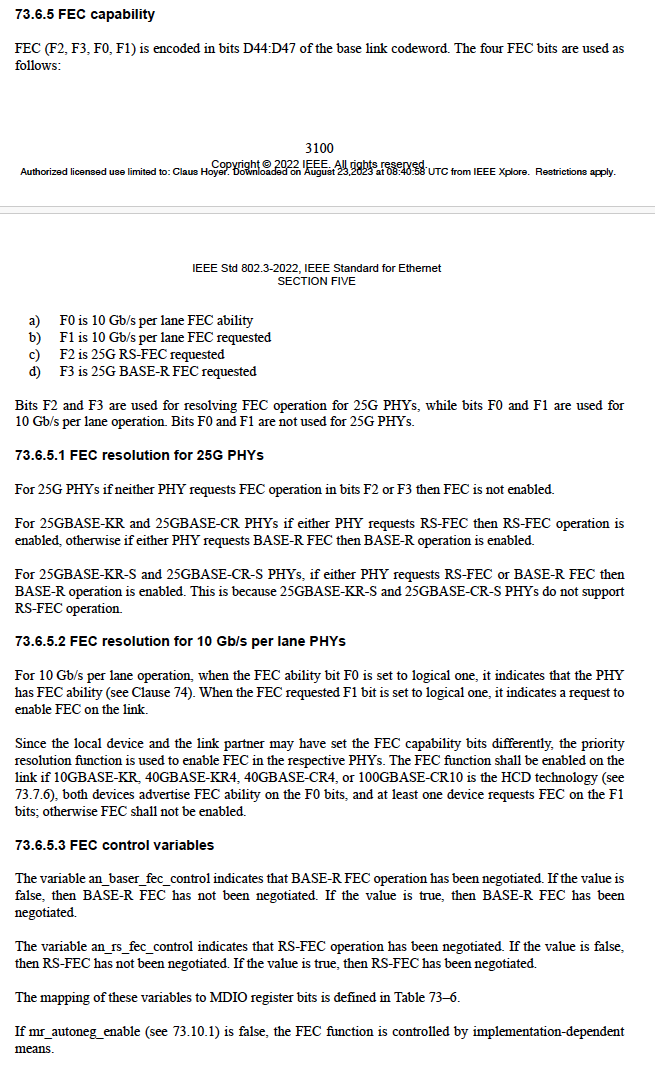 73.6.5 FEC capability
FEC (F2, F3, F0, F1) is encoded in bits D44:D47 of the base link codeword. The four FEC bits are used as
follows:
3100
Copyright © 2022 IEEE. All rights reserved.
Authorized licensed use limited to: Claus Hoyer. Downloaded on August 23,2023 at 08:40:58 UTC from IEEE Xplore. Restrictions apply.
IEEE Std 802.3-2022, IEEE Standard for Ethernet
SECTION FIVE
a) F0 is 10 Gb/s per lane FEC ability
b) F1 is 10 Gb/s per lane FEC requested
c) F2 is 25G RS-FEC requested
d) F3 is 25G BASE-R FEC requested
Bits F2 and F3 are used for resolving FEC operation for 25G PHYs, while bits F0 and F1 are used for
10 Gb/s per lane operation. Bits F0 and F1 are not used for 25G PHYs.
73.6.5.1 FEC resolution for 25G PHYs
For 25G PHYs if neither PHY requests FEC operation in bits F2 or F3 then FEC is not enabled.
For 25GBASE-KR and 25GBASE-CR PHYs if either PHY requests RS-FEC then RS-FEC operation is
enabled, otherwise if either PHY requests BASE-R FEC then BASE-R operation is enabled.
For 25GBASE-KR-S and 25GBASE-CR-S PHYs, if either PHY requests RS-FEC or BASE-R FEC then
BASE-R operation is enabled. This is because 25GBASE-KR-S and 25GBASE-CR-S PHYs do not support
RS-FEC operation.
73.6.5.2 FEC resolution for 10 Gb/s per lane PHYs
For 10 Gb/s per lane operation, when the FEC ability bit F0 is set to logical one, it indicates that the PHY
has FEC ability (see Clause 74). When the FEC requested F1 bit is set to logical one, it indicates a request to
enable FEC on the link.
Since the local device and the link partner may have set the FEC capability bits differently, the priority
resolution function is used to enable FEC in the respective PHYs. The FEC function shall be enabled on the
link if 10GBASE-KR, 40GBASE-KR4, 40GBASE-CR4, or 100GBASE-CR10 is the HCD technology (see
73.7.6), both devices advertise FEC ability on the F0 bits, and at least one device requests FEC on the F1
bits; otherwise FEC shall not be enabled.
73.6.5.3 FEC control variables
The variable an_baser_fec_control indicates that BASE-R FEC operation has been negotiated. If the value is
false, then BASE-R FEC has not been negotiated. If the value is true, then BASE-R FEC has been
negotiated.
The variable an_rs_fec_control indicates that RS-FEC operation has been negotiated. If the value is false,
then RS-FEC has not been negotiated. If the value is true, then RS-FEC has been negotiated.
The mapping of these variables to MDIO register bits is defined in Table 73–6.
If mr_autoneg_enable (see 73.10.1) is false, the FEC function is controlled by implementation-dependent
means.